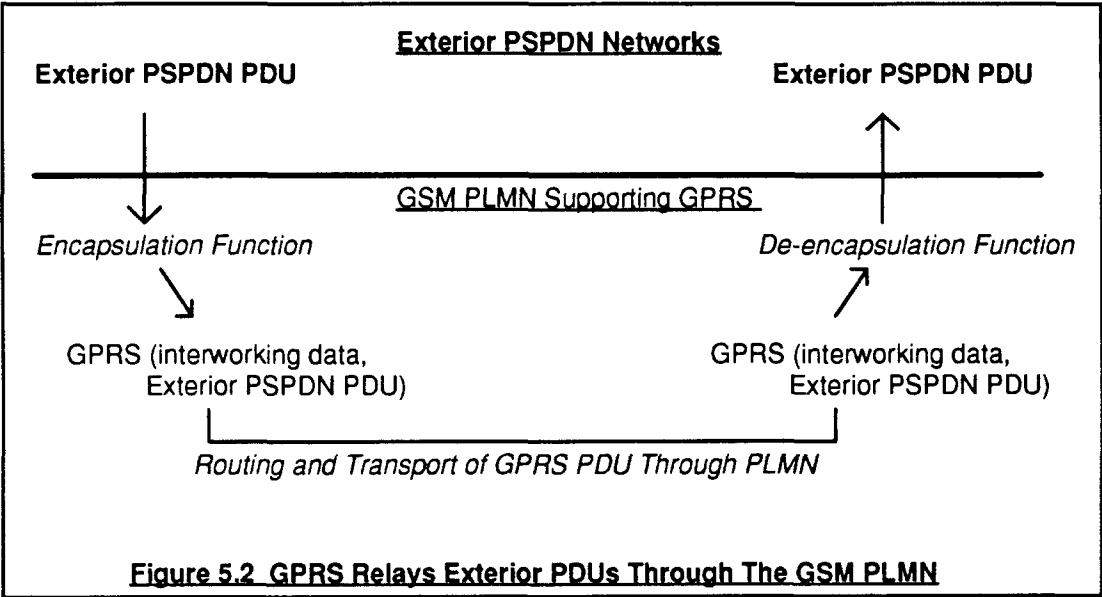 Exterior PSPDN Networks
Exterior PSPDN PDU
Exterior PSPDN PDU
GSM PLMN Supporting GPRS
Encapsulation Function
De-encapsulation Function
GPRS (interworking data,
Exterior PSPDN PDU)
GPRS (interworking data,
Exterior PSPDN PDU)
Routing and Transport of GPRS PDU Through PLMN
Figure 5.2 GPRS Relays Exterior PDUs Through The GSM PLMN